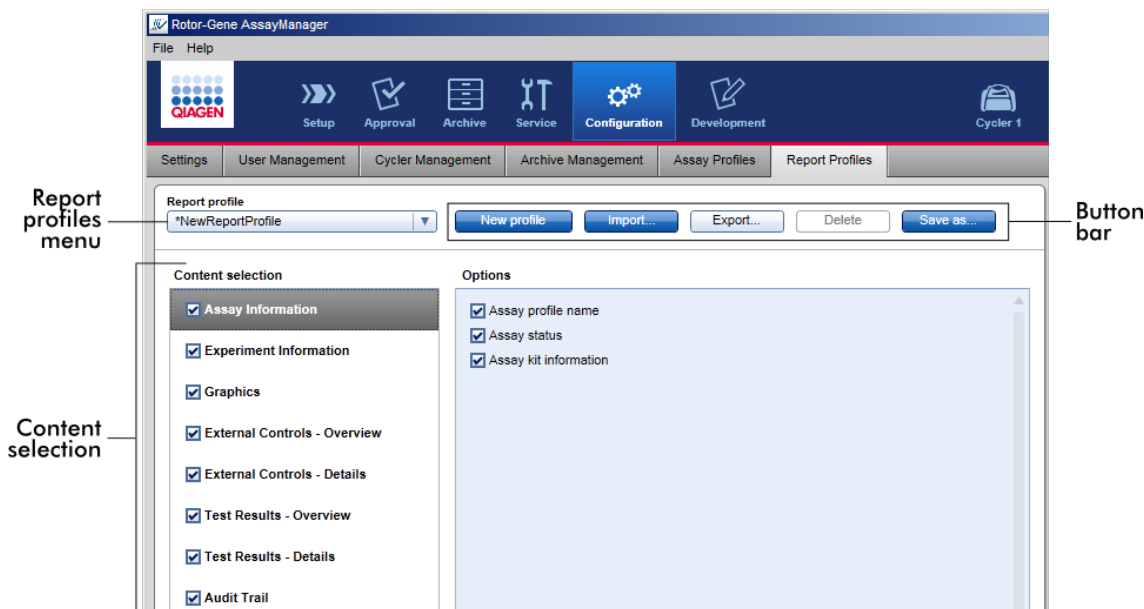 Rotor-Gene AssayManager
File Help
QIAGEN
Setup Approval Archive Service Configuration Development Cycler 1
Settings User Management Cycler Management Archive Management Assay Profiles Report Profiles
Report profiles menu
Report profile
*NewReportProfile
New profile Import... Export... Delete Save as...
Button bar
Content selection
Content selection Options
Assay Information
Experiment Information
Graphics
External Controls - Overview
External Controls - Details
Test Results - Overview
Test Results - Details
Audit Trail
Assay profile name
Assay status
Assay kit information